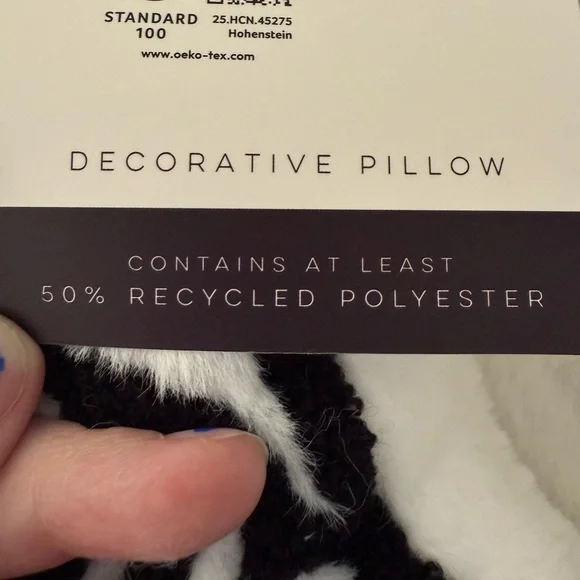 STANDARD
100
25.HCN.45275
Hohenstein
www.oeko-tex.com
DECORATIVE PILLOW
CONTAINS AT LEAST
50% RECYCLED POLYESTER